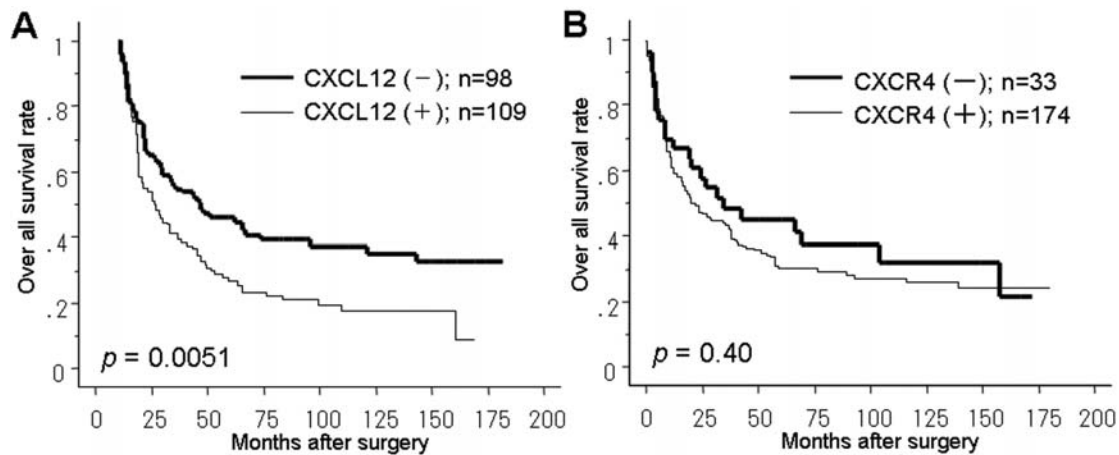 A
CXCL12 (−); n=98
CXCL12 (+); n=109
Over all survival rate
1
.8
.6
.4
.2
0
p = 0.0051
0 25 50 75 100 125 150 175 200
Months after surgery
B
CXCR4 (−); n=33
CXCR4 (+); n=174
Over all survival rate
1
.8
.6
.4
.2
0
p = 0.40
0 25 50 75 100 125 150 175 200
Months after surgery